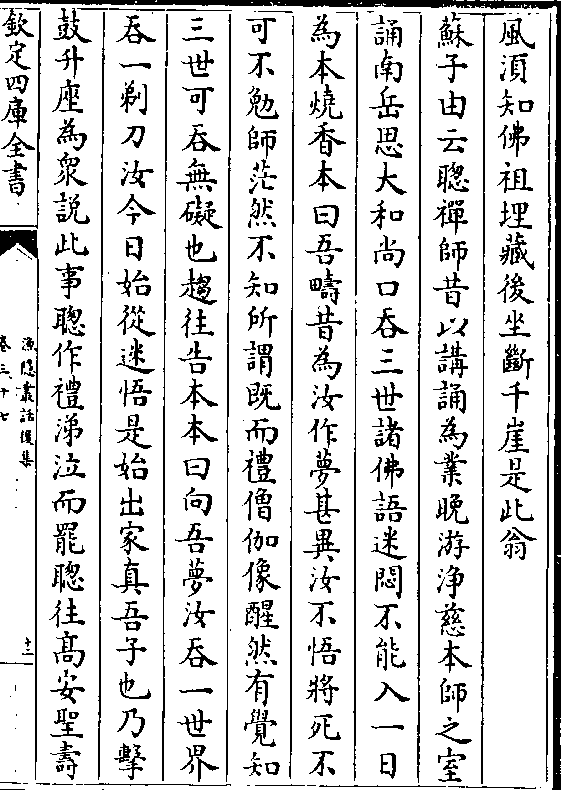 風須知佛祖埋藏後坐斷千崖是此翁
蘇子由云聰禪師昔以講誦為業晩游浄慈本師之室
誦南岳思大和尚口吞三世諸佛語迷悶不能入一日
為本燒香本曰吾疇昔為汝作夢甚異汝不悟將死不
可不勉師茫然不知所謂既而禮僧伽像醒然有覺知
三世可吞無礙也趨往告本本曰向吾夢汝吞一世界
吞一剃刀汝今日始從迷悟是始出家真吾子也乃擊
鼓升座為衆説此事聰作禮涕泣而罷聰往髙安聖壽
欽定四庫全書
漁隱叢話後集
卷三十七
十三